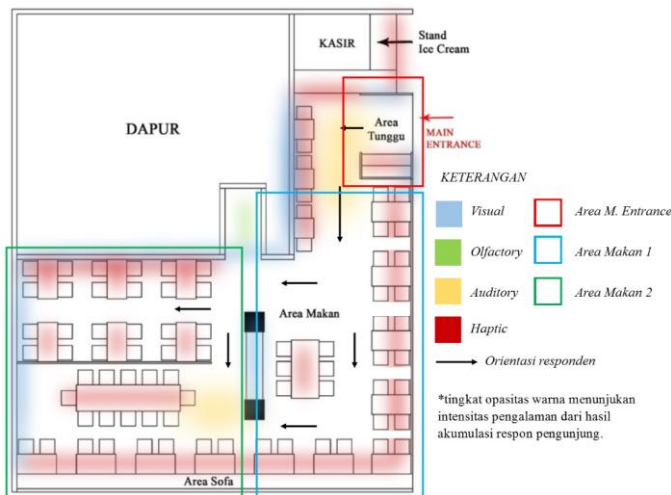 KASIR
Stand
Ice Cream
DAPUR
Area
Tunggu
MAIN
ENTRANCE
KETERANGAN
Visual
Area M. Entrance
Olfactory
Area Makan 1
Auditory
Area Makan 2
Haptic
Orientasi responden
Area Makan
*tingkat opasitas warna menunjukan
intensitas pengalaman dari hasil
akumulasi respon pengunjung.
Area Sofa